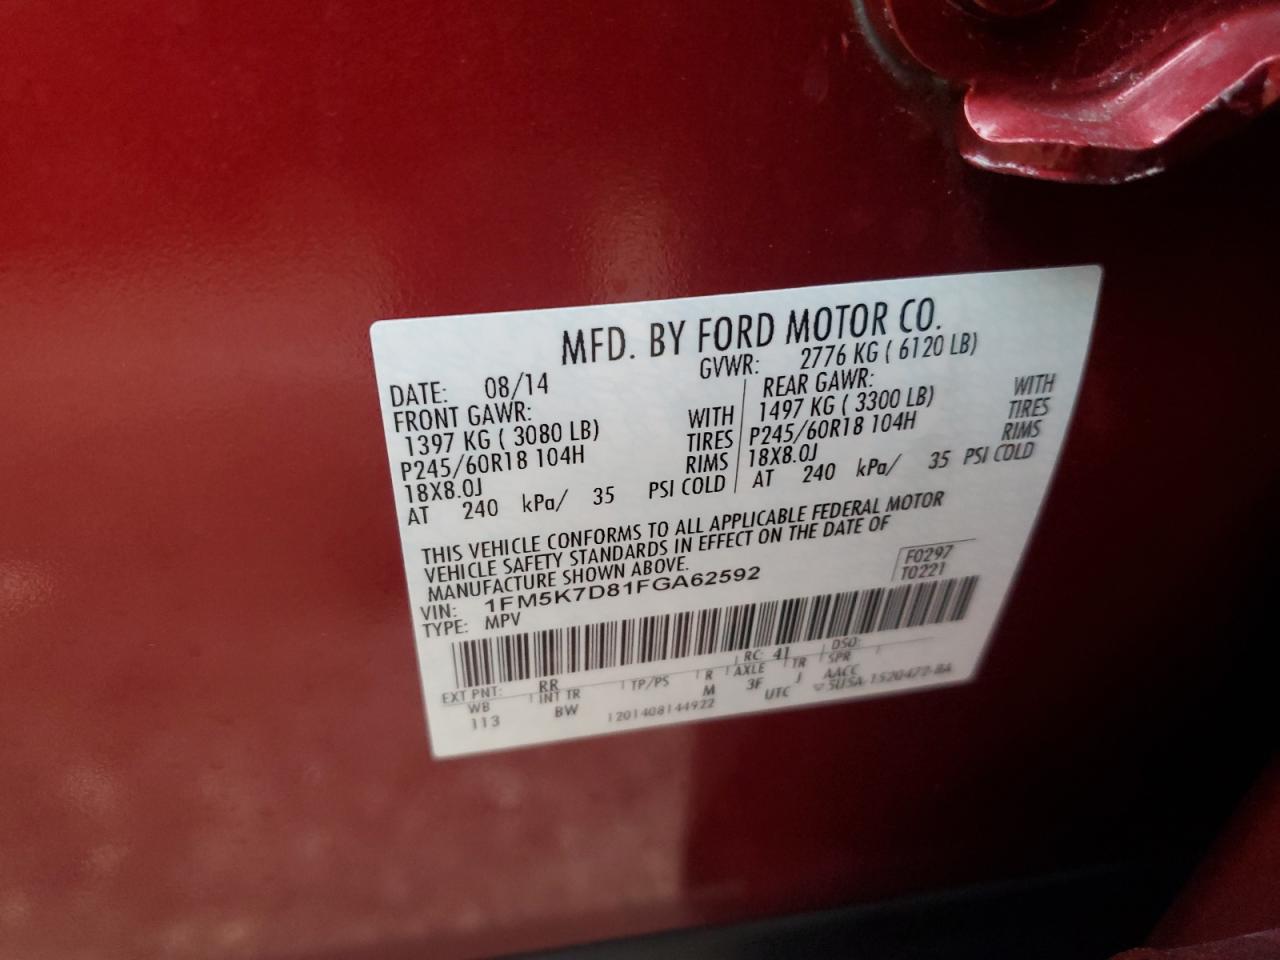 MFD. BY FORD MOTOR CO.
DATE: 08/14 GVWR: 2776 KG ( 6120 LB)
FRONT GAWR: REAR GAWR:
1397 KG ( 3080 LB) WITH 1497 KG ( 3300 LB) WITH
P245/60R18 104H TIRES P245/60R18 104H TIRES
18X8.0J RIMS 18X8.0J RIMS
AT 240 kPa/ 35 PSI COLD AT 240 kPa/ 35 PSI COLD
THIS VEHICLE CONFORMS TO ALL APPLICABLE FEDERAL MOTOR
VEHICLE SAFETY STANDARDS IN EFFECT ON THE DATE OF
MANUFACTURE SHOWN ABOVE.
F0297
T0221
VIN: 1FM5K7D81FGA62592
TYPE: MPV
EXT PNT: RR RC: 41 DSO:
WB INT TR TP/PS R AXLE TR SPR
113 BW M 3F J AACC
1201408144922 UTC SUSA-1520472-BA